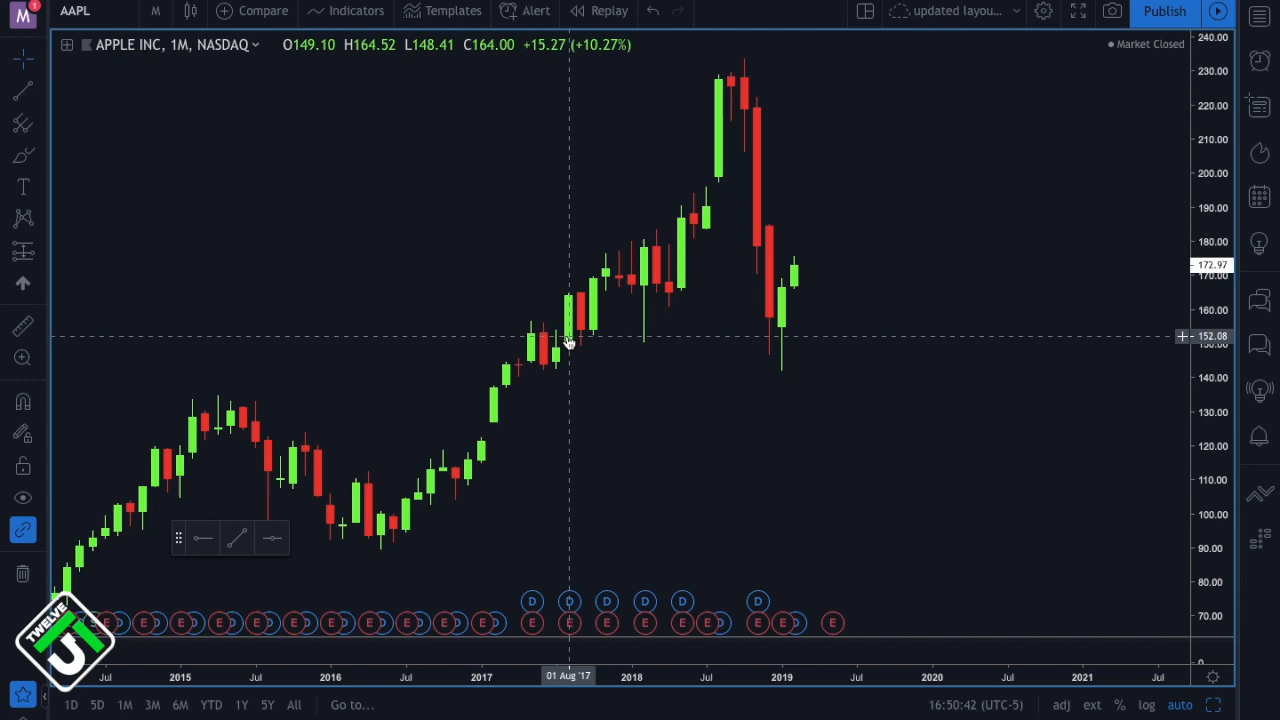 M 1 AAPL M Compare Indicators Templates Alert Replay updated layou... Publish
APPLE INC, 1M, NASDAQ O149.10 H164.52 L148.41 C164.00 +15.27 (+10.27%) Market Closed
240.00
230.00
220.00
210.00
200.00
190.00
180.00
172.97
170.00
160.00
152.08
150.00
140.00
130.00
120.00
110.00
100.00
90.00
80.00
70.00
0
D D D D D D
E E E E E E E E E E E E E E E E E E E
TWELVE
U
Jul 2015 Jul 2016 Jul 2017 01 Aug '17 2018 Jul 2019 Jul 2020 Jul 2021 Jul
1D 5D 1M 3M 6M YTD 1Y 5Y All Go to... 16:50:42 (UTC-5) adj ext % log auto